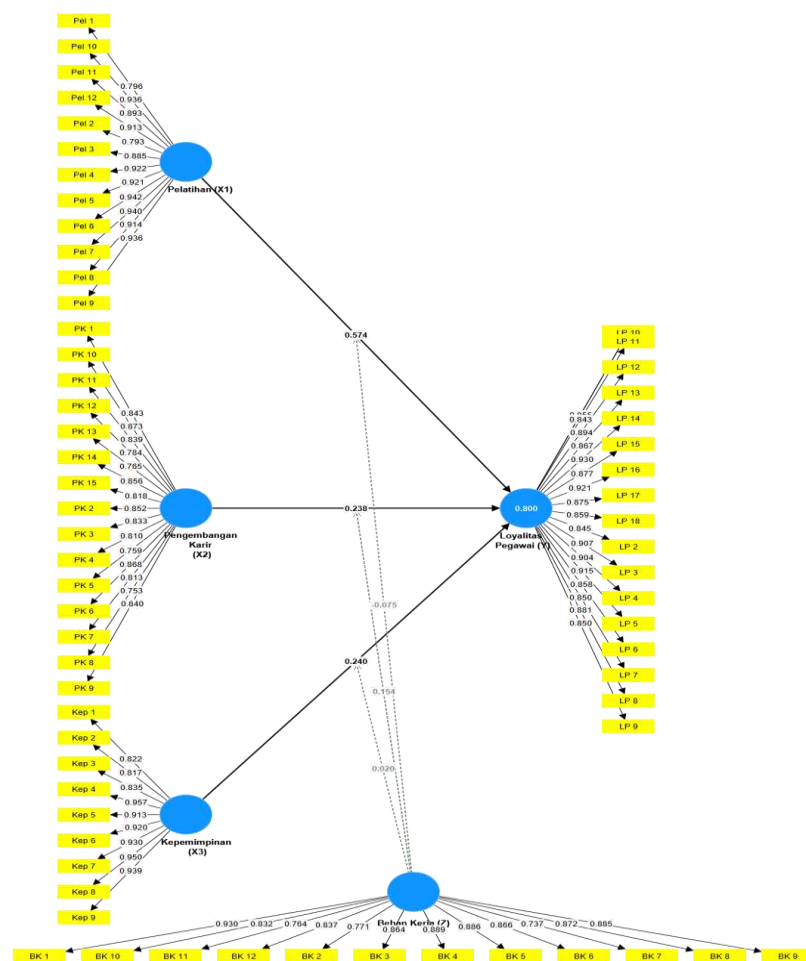 Pel 1
Pel 10
Pel 11
Pel 12
Pel 2
Pel 3
Pel 4
Pel 5
Pel 6
Pel 7
Pel 8
Pel 9
0.796
0.936
0.893
0.913
0.793
0.885
0.922
0.921
0.942
0.940
0.914
0.936
Pelatihan (X1)
PK 1
PK 10
PK 11
PK 12
PK 13
PK 14
PK 15
PK 2
PK 3
PK 4
PK 5
PK 6
PK 7
PK 8
PK 9
0.843
0.873
0.839
0.784
0.765
0.856
0.818
0.852
0.833
0.810
0.759
0.868
0.813
0.753
0.840
Pengembangan
Karir
(X2)
Kep 1
Kep 2
Kep 3
Kep 4
Kep 5
Kep 6
Kep 7
Kep 8
Kep 9
0.822
0.817
0.835
0.957
0.913
0.920
0.930
0.950
0.939
Kepemimpinan
(X3)
0.574
0.238
0.240
-0.075
0.154
0.020
0.800
Loyalitas
Pegawai (Y)
0.843
0.894
0.867
0.930
0.877
0.921
0.875
0.859
0.845
0.907
0.904
0.915
0.858
0.850
0.881
0.850
LP 10
LP 11
LP 12
LP 13
LP 14
LP 15
LP 16
LP 17
LP 18
LP 2
LP 3
LP 4
LP 5
LP 6
LP 7
LP 8
LP 9
Beban Kerja (Z)
0.930
0.832
0.764
0.837
0.771
0.864
0.889
0.886
0.866
0.737
0.872
0.885
BK 1
BK 10
BK 11
BK 12
BK 2
BK 3
BK 4
BK 5
BK 6
BK 7
BK 8
BK 9